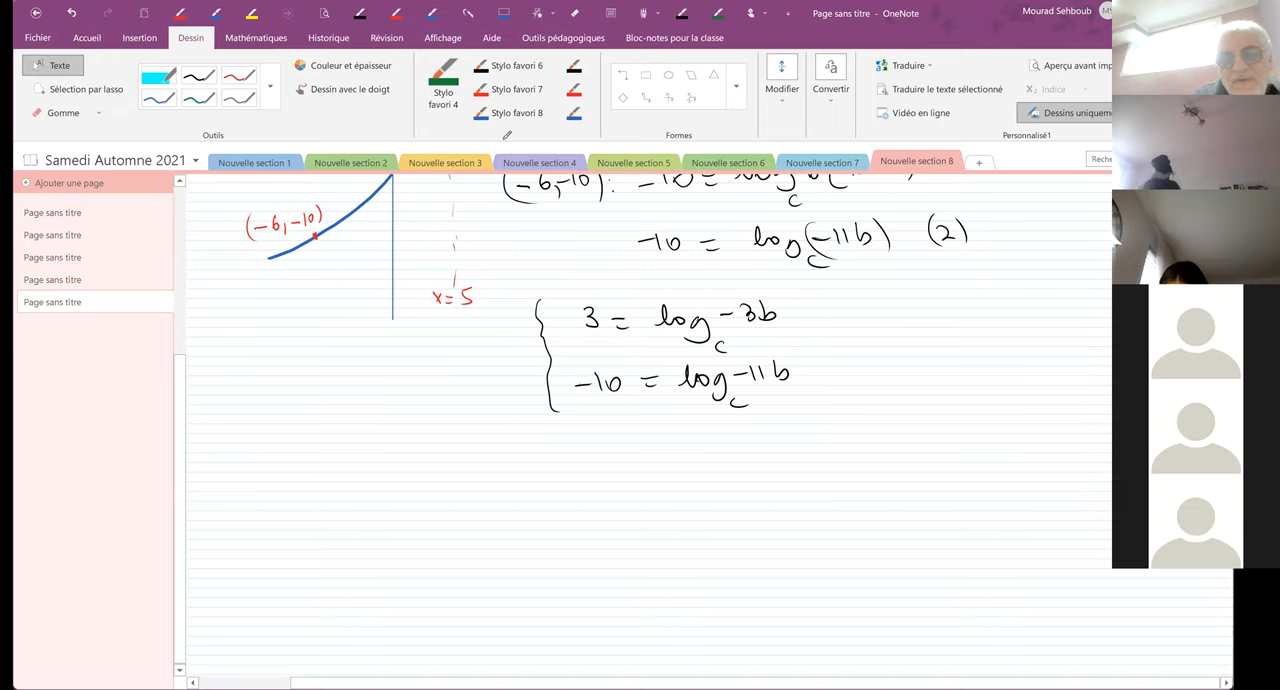 Page sans titre - OneNote
Mourad Sehboub
Fichier Accueil Insertion Dessin Mathématiques Historique Révision Affichage Aide Outils pédagogiques Bloc-notes pour la classe
Texte
Sélection par lasso
Gomme
Outils
Couleur et épaisseur
Dessin avec le doigt
Stylo favori 4
Stylo favori 6
Stylo favori 7
Stylo favori 8
Formes
Modifier
Convertir
Traduire
Traduire le texte sélectionné
Vidéo en ligne
Aperçu avant imp
Indice
Dessins uniqueme
Personnalisé1
Samedi Automne 2021
Nouvelle section 1 Nouvelle section 2 Nouvelle section 3 Nouvelle section 4 Nouvelle section 5 Nouvelle section 6 Nouvelle section 7 Nouvelle section 8
Reche
Ajouter une page
Page sans titre
Page sans titre
Page sans titre
Page sans titre
Page sans titre
(-6,-10)
x = 5
(-6,-10): -10 =
-10 = log_c(-11b) (2)
3 = log_c -3b
-10 = log_c -11b